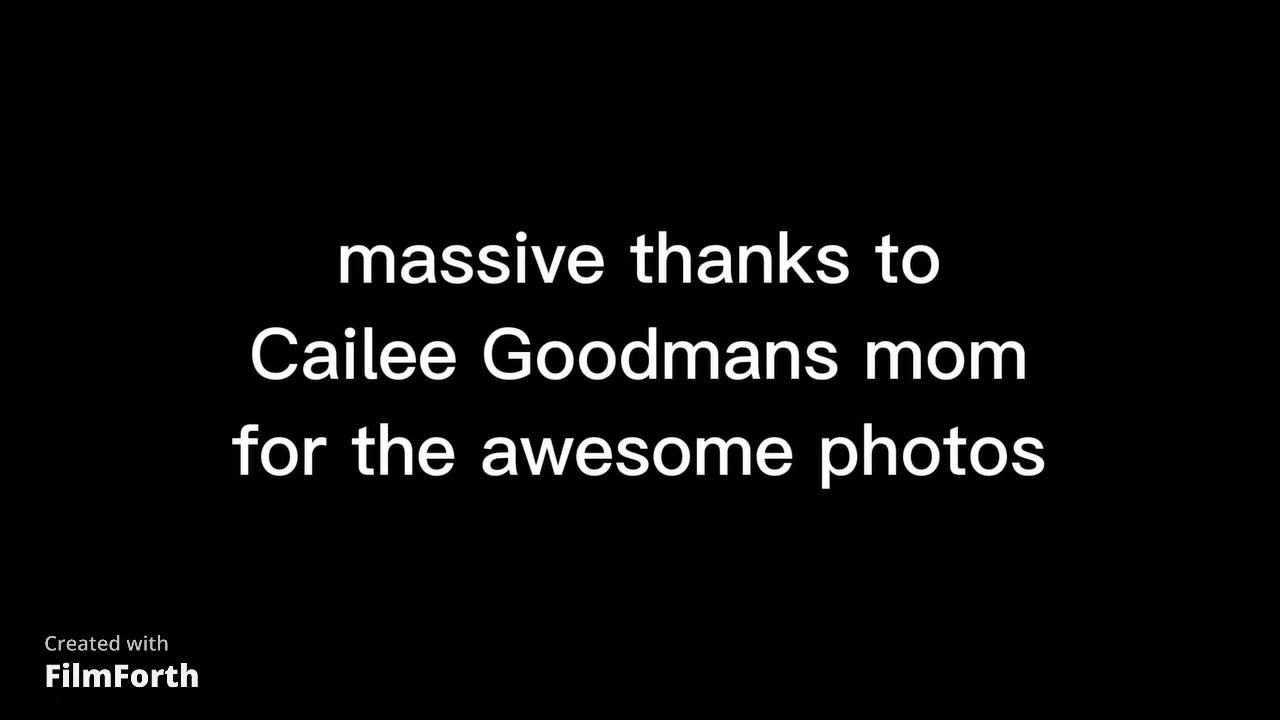 massive thanks to
Cailee Goodmans mom
for the awesome photos
Created with
FilmForth